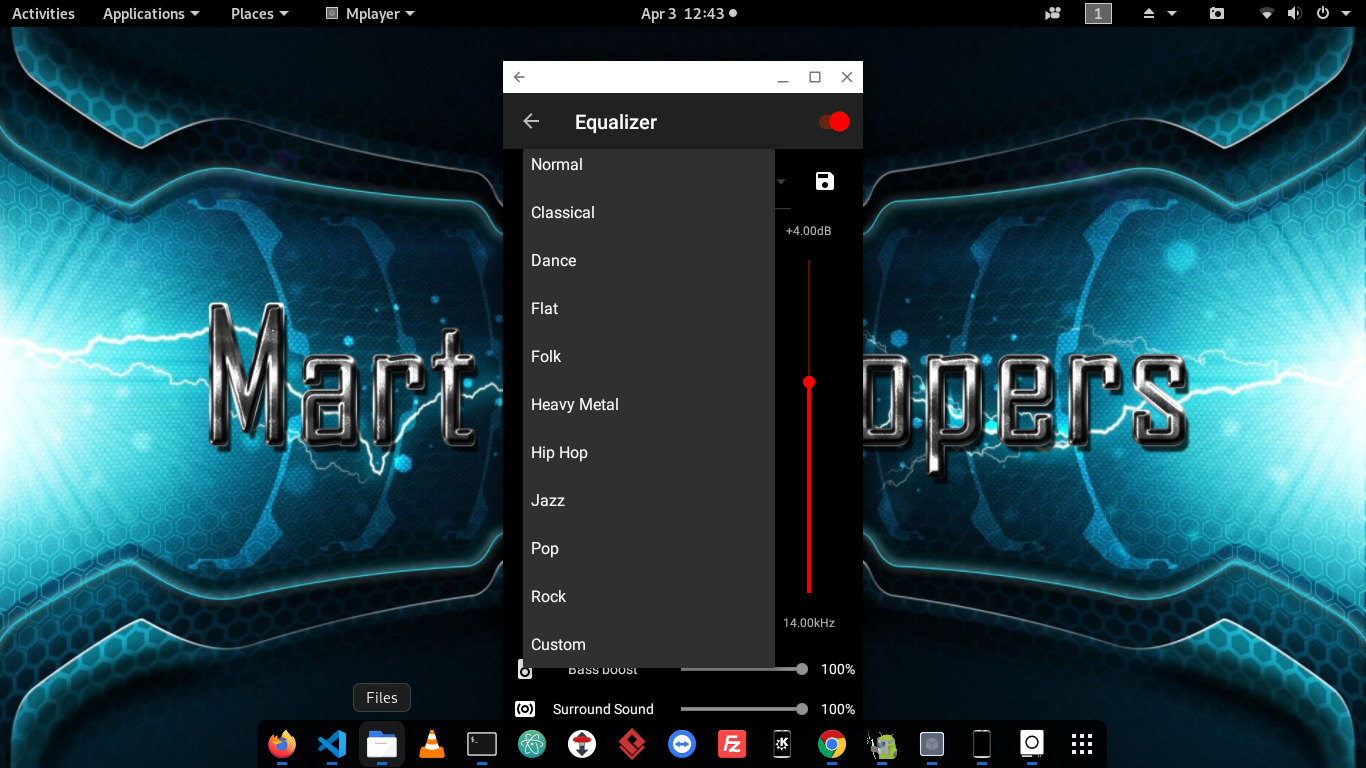 Activities Applications Places Mplayer Apr 3 12:43 1
Equalizer
Normal
Classical
+4.00dB
Dance
Flat
Folk
Mart opers
Heavy Metal
Hip Hop
Jazz
Pop
Rock
14.00kHz
Custom
Bass boost 100%
Files
Surround Sound 100%
$-
Fz
K